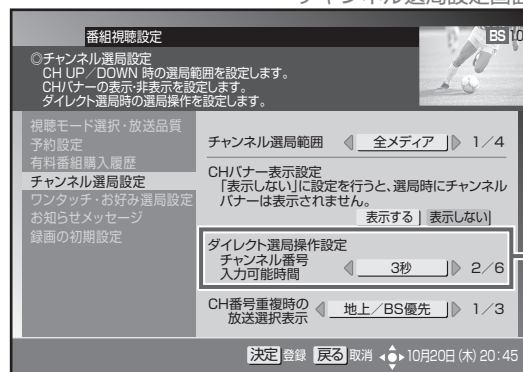 番組視聴設定
BS
◎チャンネル選局設定
CH UP／DOWN 時の選局範囲を設定します。
CHバナーの表示・非表示を設定します。
ダイレクト選局時の選局操作を設定します。
視聴モード選択・放送品質
予約設定
有料番組購入履歴
チャンネル選局設定
ワンタッチ・お好み選局設定
お知らせメッセージ
録画の初期設定
チャンネル選局範囲 全メディア 1／4
CHバナー表示設定
「表示しない」に設定を行うと、選局時にチャンネル
バナーは表示されません。
表示する 表示しない
ダイレクト選局操作設定
チャンネル番号
入力可能時間 3秒 2／6
CH番号重複時の
放送選択表示 地上／BS優先 1／3
決定 登録 戻る 取消 10月20日(木) 20:45